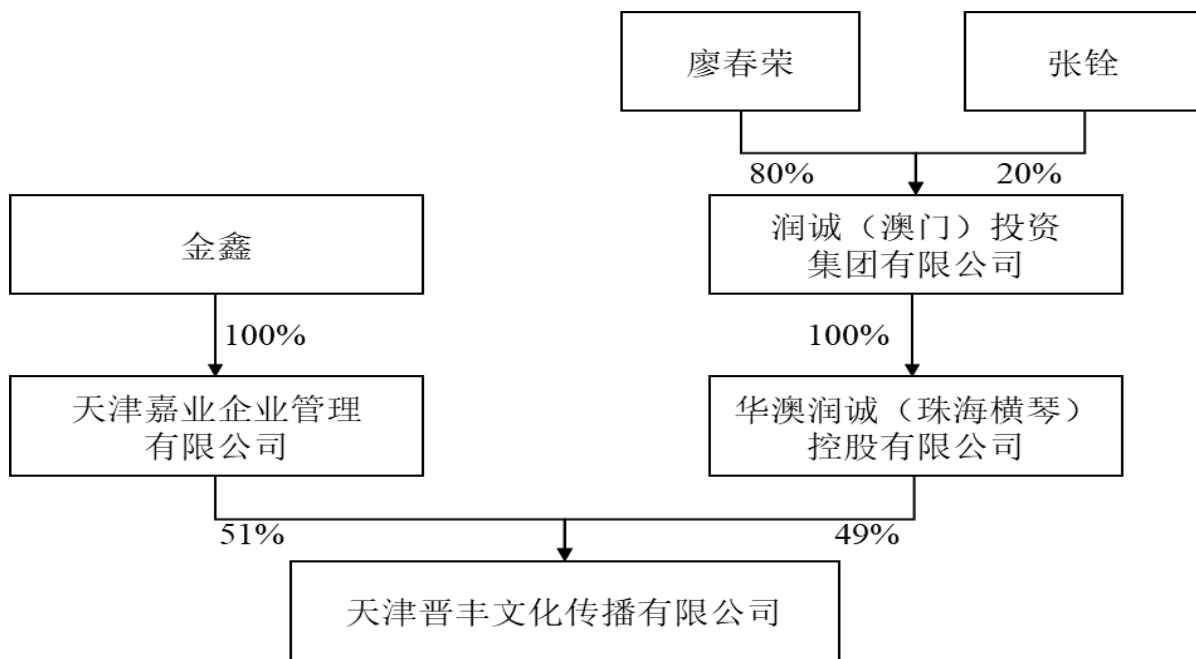 廖春荣
张铨
80%
20%
金鑫
润诚（澳门）投资
集团有限公司
100%
100%
天津嘉业企业管理
有限公司
华澳润诚（珠海横琴）
控股有限公司
51%
49%
天津晋丰文化传播有限公司